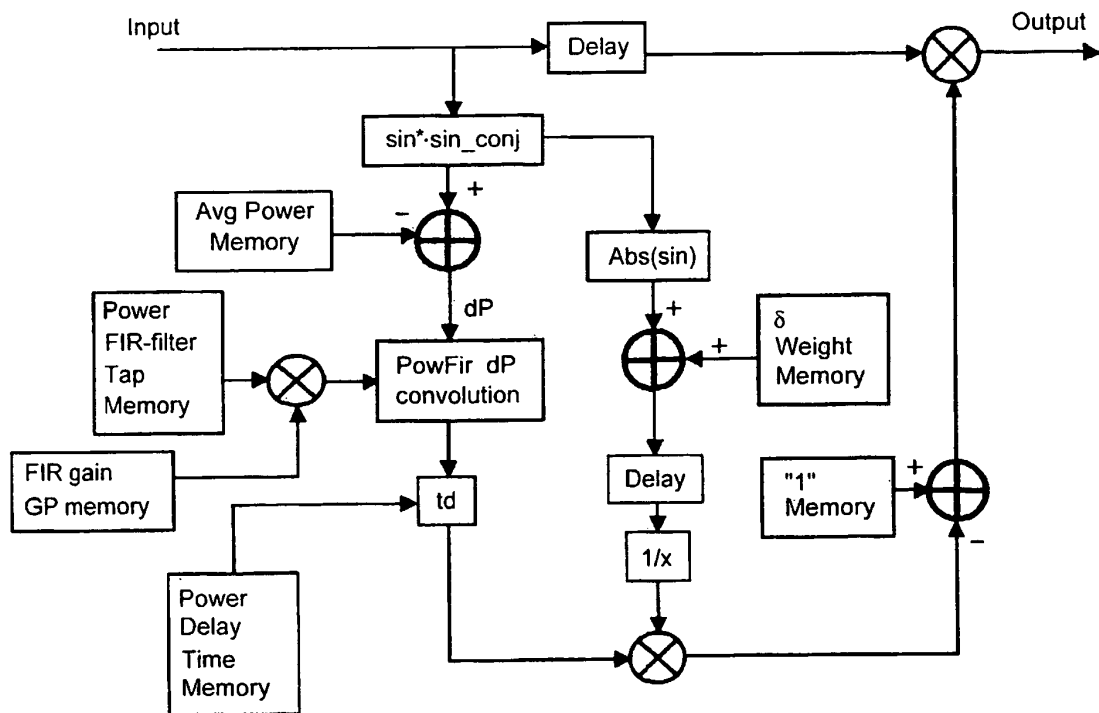 Input
Delay
Output
sin*·sin_conj
+
Avg Power
Memory
−
Abs(sin)
dP
+
Power
FIR-filter
Tap
Memory
PowFir dP
convolution
+
δ
Weight
Memory
FIR gain
GP memory
td
Delay
"1"
Memory
+
−
1/x
Power
Delay
Time
Memory